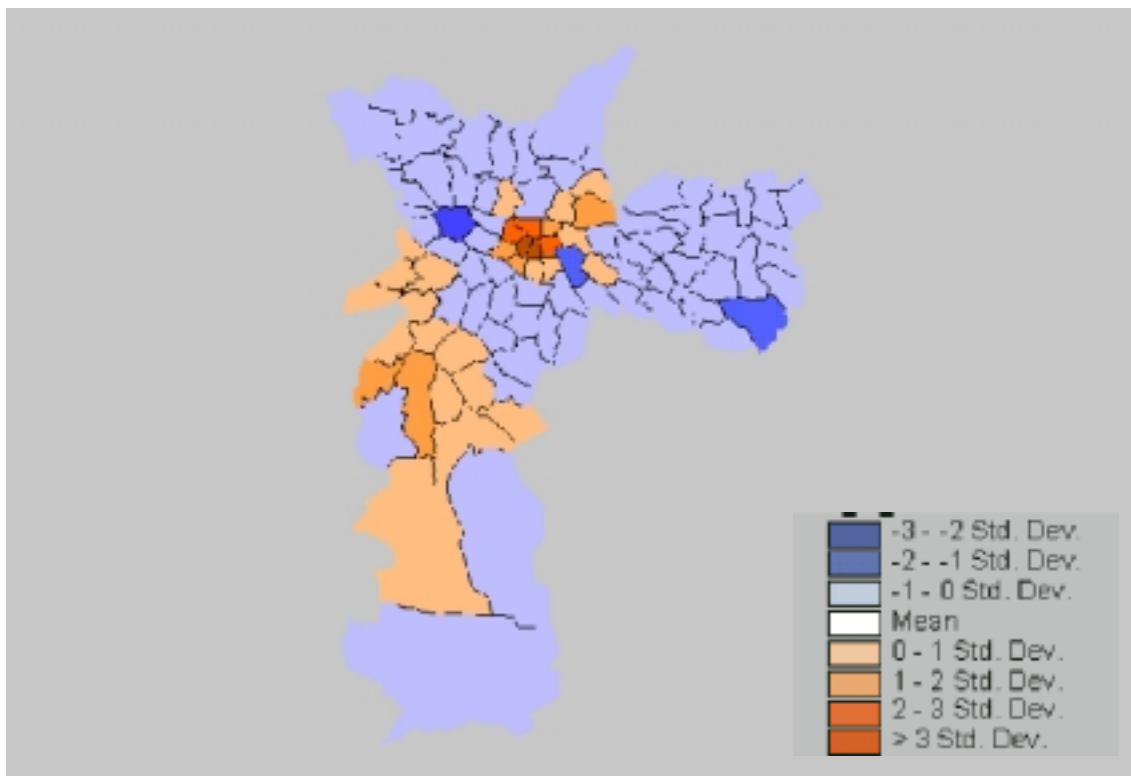 -3 - -2 Std. Dev.
-2 - -1 Std. Dev.
-1 - 0 Std. Dev.
Mean
0 - 1 Std. Dev.
1 - 2 Std. Dev.
2 - 3 Std. Dev.
> 3 Std. Dev.